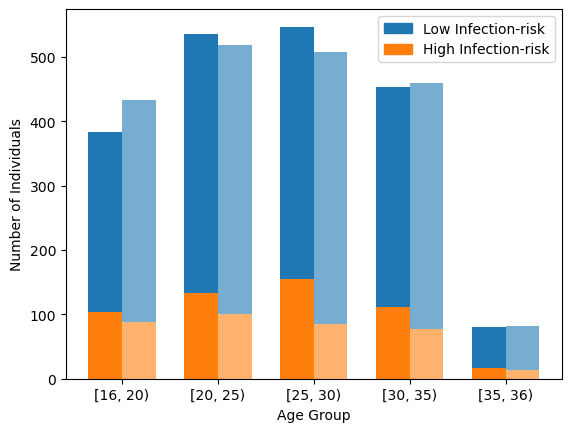 Low Infection-risk
High Infection-risk
Number of Individuals
500
400
300
200
100
0
[16, 20)
[20, 25)
[25, 30)
[30, 35)
[35, 36)
Age Group